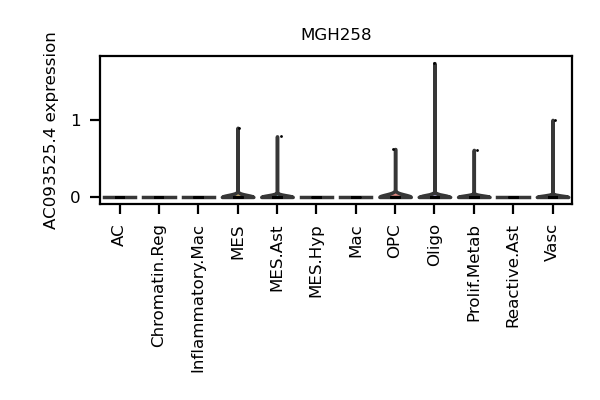 MGH258
AC093525.4 expression
1
0
AC
Chromatin.Reg
Inflammatory.Mac
MES
MES.Ast
MES.Hyp
Mac
OPC
Oligo
Prolif.Metab
Reactive.Ast
Vasc